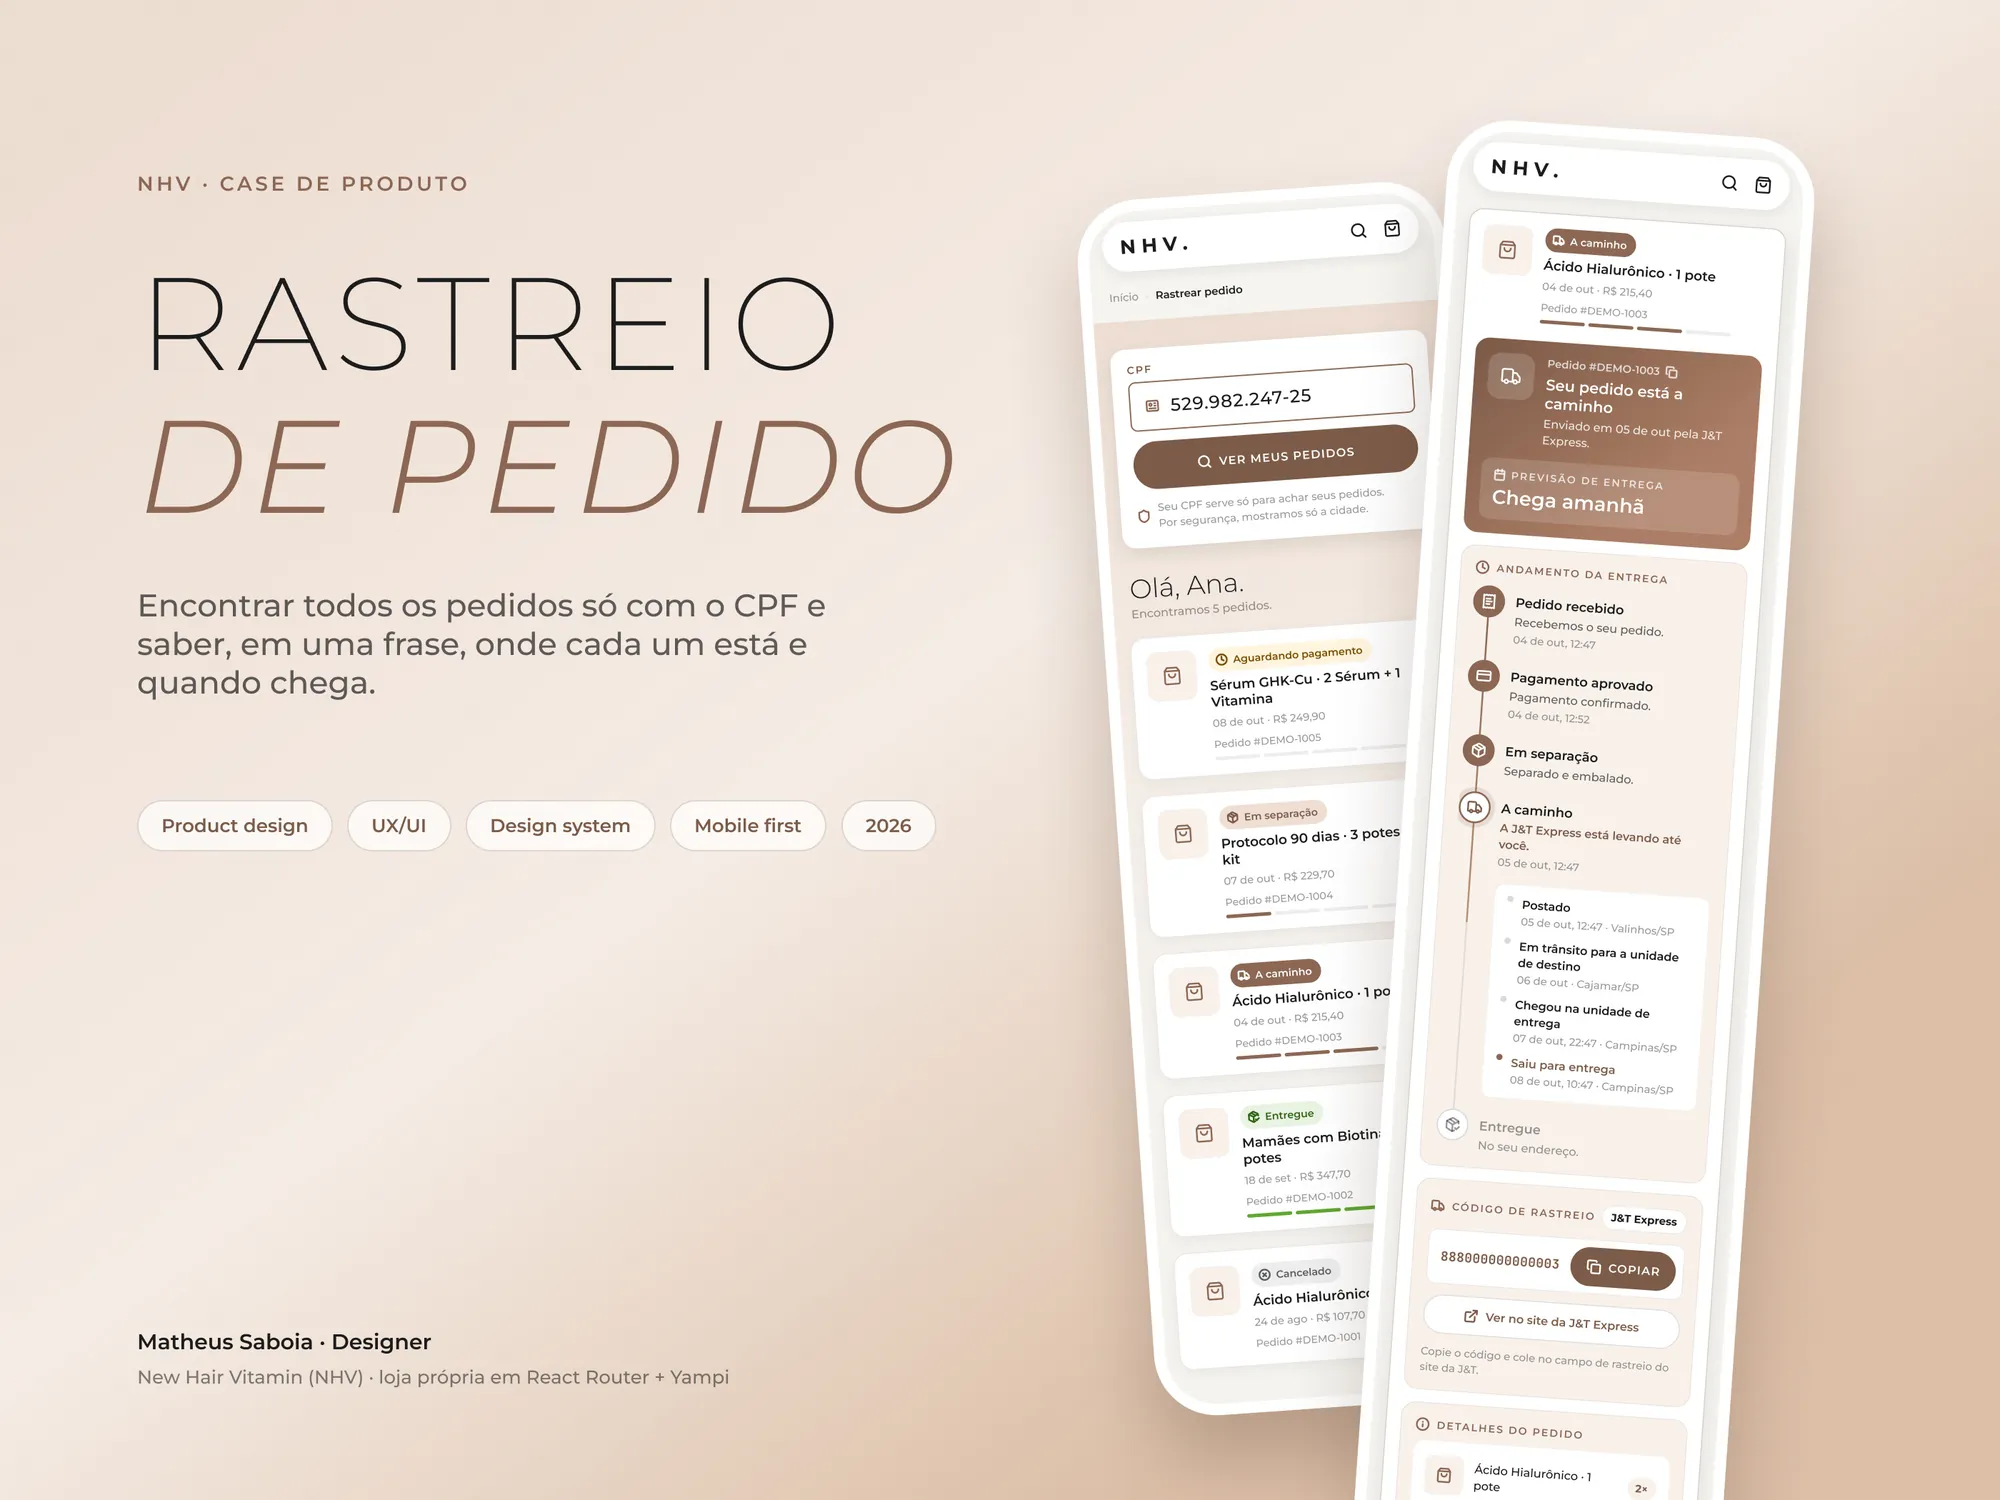 NHV · CASE DE PRODUTO
RASTREIO
DE PEDIDO
Encontrar todos os pedidos só com o CPF e
saber, em uma frase, onde cada um está e
quando chega.
Product design
UX/UI
Design system
Mobile first
2026
Matheus Saboia · Designer
New Hair Vitamin (NHV) · loja própria em React Router + Yampi
NHV.
Início
Rastrear pedido
CPF
529.982.247-25
VER MEUS PEDIDOS
Seu CPF serve só para achar seus pedidos.
Por segurança, mostramos só a cidade.
Olá, Ana.
Encontramos 5 pedidos.
Aguardando pagamento
Sérum GHK-Cu · 2 Sérum + 1
Vitamina
08 de out · R$ 249,90
Pedido #DEMO-1005
Em separação
Protocolo 90 dias · 3 potes
kit
07 de out · R$ 229,70
Pedido #DEMO-1004
A caminho
Ácido Hialurônico · 1 po
04 de out · R$ 215,40
Pedido #DEMO-1003
Entregue
Mamães com Biotina
potes
18 de set · R$ 347,70
Pedido #DEMO-1002
Cancelado
Ácido Hialurônic
24 de ago · R$ 107,70
Pedido #DEMO-1001
NHV.
A caminho
Ácido Hialurônico · 1 pote
04 de out · R$ 215,40
Pedido #DEMO-1003
Pedido #DEMO-1003
Seu pedido está a
caminho
Enviado em 05 de out pela J&T
Express.
PREVISÃO DE ENTREGA
Chega amanhã
ANDAMENTO DA ENTREGA
Pedido recebido
Recebemos o seu pedido.
04 de out, 12:47
Pagamento aprovado
Pagamento confirmado.
04 de out, 12:52
Em separação
Separado e embalado.
A caminho
A J&T Express está levando até
você.
05 de out, 12:47
Postado
05 de out, 12:47 · Valinhos/SP
Em trânsito para a unidade
de destino
06 de out · Cajamar/SP
Chegou na unidade de
entrega
07 de out, 22:47 · Campinas/SP
Saiu para entrega
08 de out, 10:47 · Campinas/SP
Entregue
No seu endereço.
CÓDIGO DE RASTREIO
J&T Express
888000000000003
COPIAR
Ver no site da J&T Express
Copie o código e cole no campo de rastreio do
site da J&T.
DETALHES DO PEDIDO
Ácido Hialurônico · 1
pote
2×